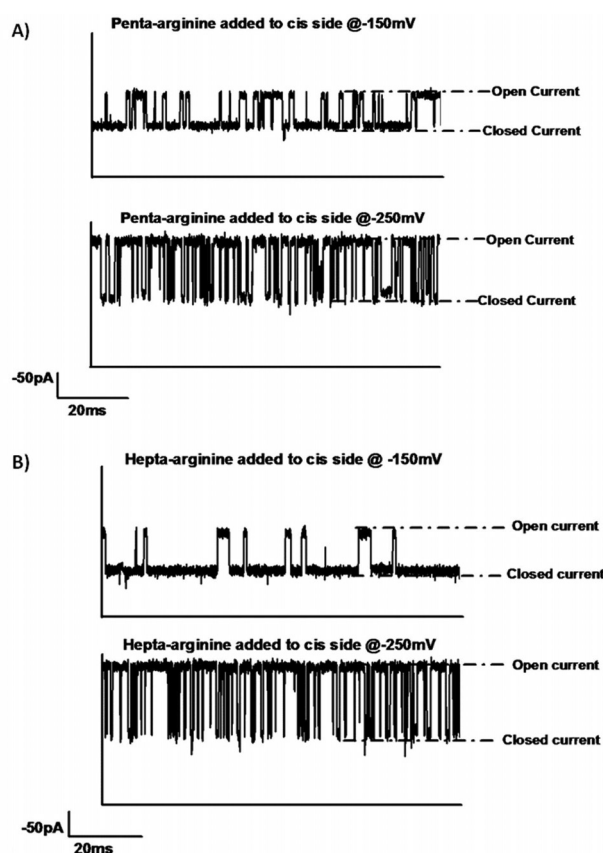 A)
Penta-arginine added to cis side @-150mV
Open Current
Closed Current
Penta-arginine added to cis side @-250mV
Open Current
Closed Current
-50pA
20ms
B)
Hepta-arginine added to cis side @ -150mV
Open current
Closed current
Hepta-arginine added to cis side @-250mV
Open current
Closed current
-50pA
20ms